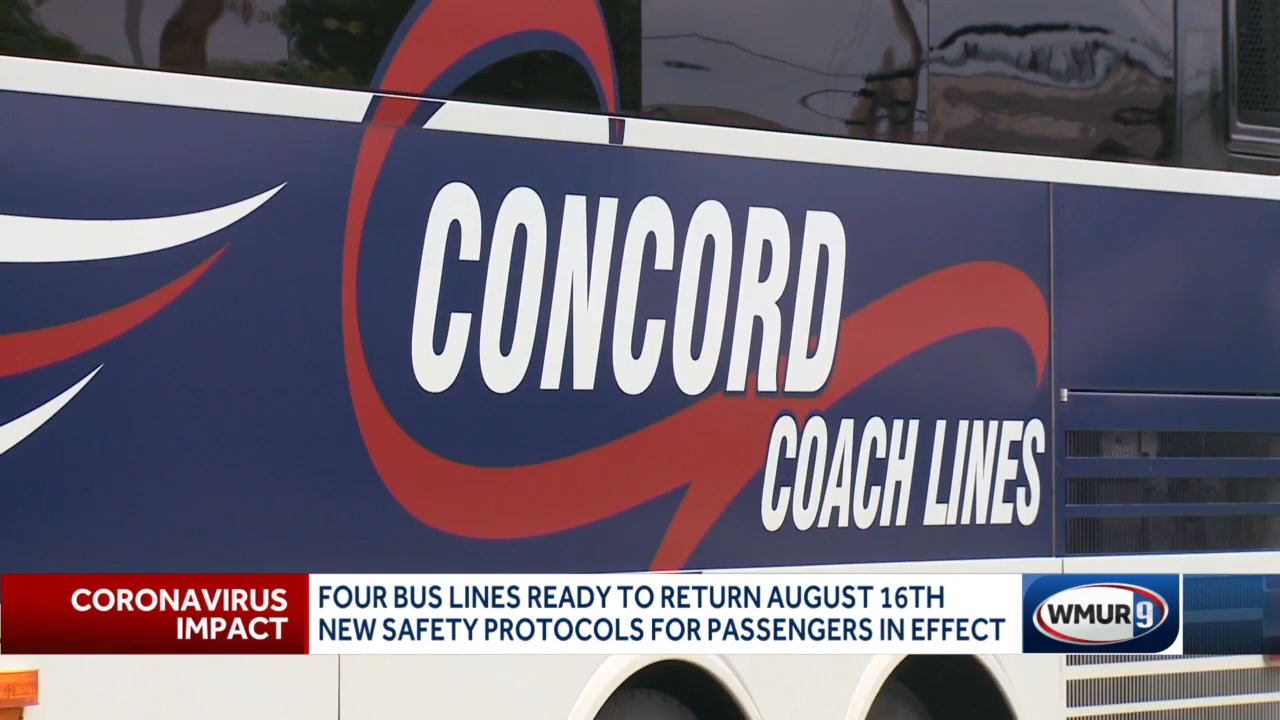 CONCORD
COACH LINES
CORONAVIRUS
IMPACT
FOUR BUS LINES READY TO RETURN AUGUST 16TH
NEW SAFETY PROTOCOLS FOR PASSENGERS IN EFFECT
WMUR9